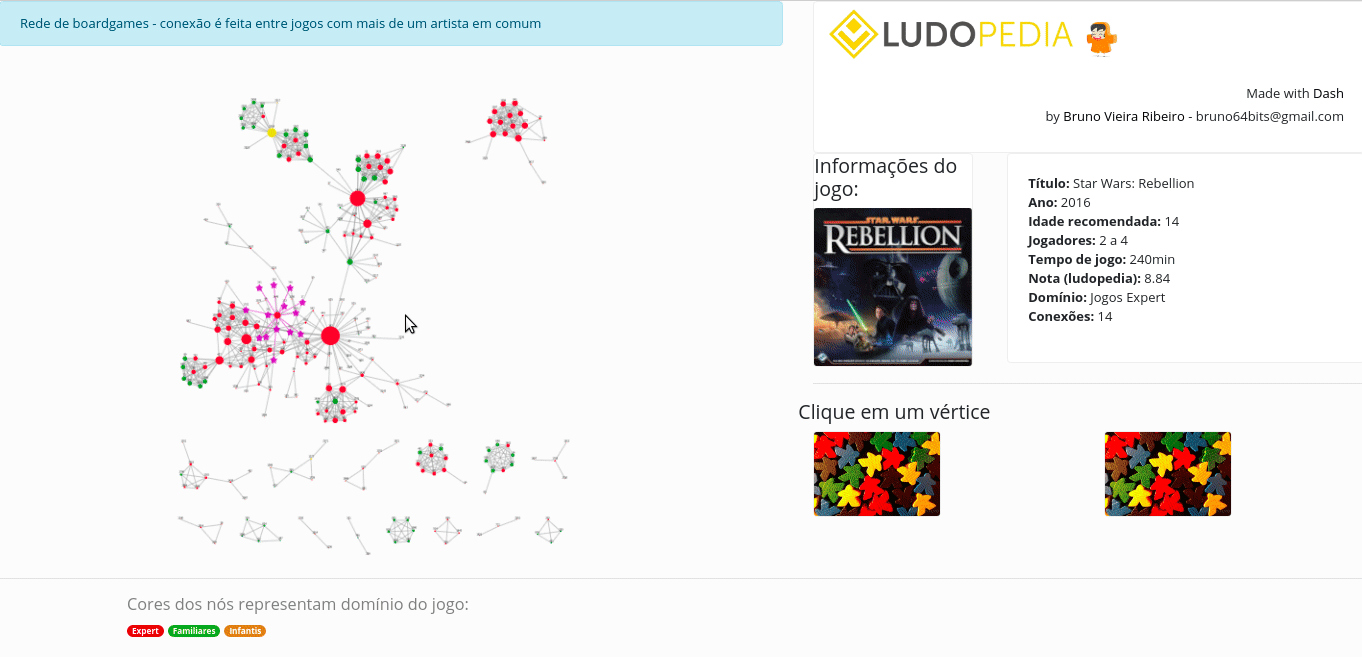 Rede de boardgames - conexão é feita entre jogos com mais de um artista em comum
LUDOPEDIA
Made with Dash
by Bruno Vieira Ribeiro - bruno64bits@gmail.com
Informações do
jogo:
STAR WARS
REBELLION
Título: Star Wars: Rebellion
Ano: 2016
Idade recomendada: 14
Jogadores: 2 a 4
Tempo de jogo: 240min
Nota (ludopedia): 8.84
Domínio: Jogos Expert
Conexões: 14
Clique em um vértice
Cores dos nós representam domínio do jogo:
Expert Familiares Infantis